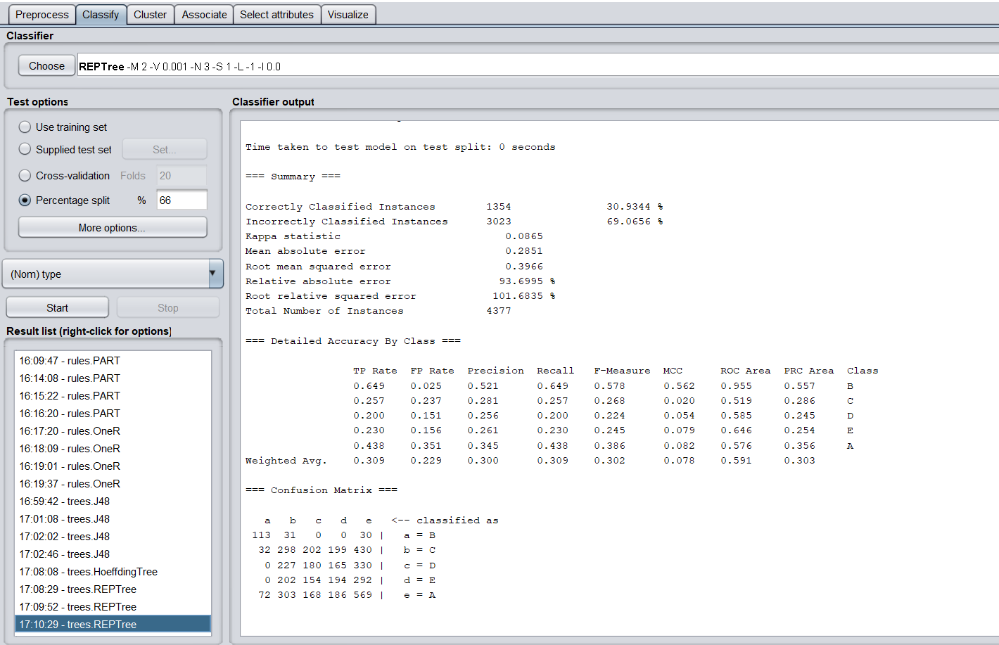 Preprocess Classify Cluster Associate Select attributes Visualize
Classifier
Choose REPTree -M 2 -V 0.001 -N 3 -S 1 -L -1 -I 0.0
Test options
Use training set
Supplied test set Set...
Cross-validation Folds 20
Percentage split % 66
More options...
(Nom) type
Start Stop
Result list (right-click for options)
16:09:47 - rules.PART
16:14:08 - rules.PART
16:15:22 - rules.PART
16:16:20 - rules.PART
16:17:20 - rules.OneR
16:18:09 - rules.OneR
16:19:01 - rules.OneR
16:19:37 - rules.OneR
16:59:42 - trees.J48
17:01:08 - trees.J48
17:02:02 - trees.J48
17:02:46 - trees.J48
17:08:08 - trees.HoeffdingTree
17:08:29 - trees.REPTree
17:09:52 - trees.REPTree
17:10:29 - trees.REPTree
Classifier output
Time taken to test model on test split: 0 seconds
=== Summary ===
Correctly Classified Instances 1354 30.9344 %
Incorrectly Classified Instances 3023 69.0656 %
Kappa statistic 0.0865
Mean absolute error 0.2851
Root mean squared error 0.3966
Relative absolute error 93.6995 %
Root relative squared error 101.6835 %
Total Number of Instances 4377
=== Detailed Accuracy By Class ===
TP Rate FP Rate Precision Recall F-Measure MCC ROC Area PRC Area Class
0.649 0.025 0.521 0.649 0.578 0.562 0.955 0.557 B
0.257 0.237 0.281 0.257 0.268 0.020 0.519 0.286 C
0.200 0.151 0.256 0.200 0.224 0.054 0.585 0.245 D
0.230 0.156 0.261 0.230 0.245 0.079 0.646 0.254 E
0.438 0.351 0.345 0.438 0.386 0.082 0.576 0.356 A
Weighted Avg. 0.309 0.229 0.300 0.309 0.302 0.078 0.591 0.303
=== Confusion Matrix ===
a b c d e <-- classified as
113 31 0 0 30 | a = B
32 298 202 199 430 | b = C
0 227 180 165 330 | c = D
0 202 154 194 292 | d = E
72 303 168 186 569 | e = A